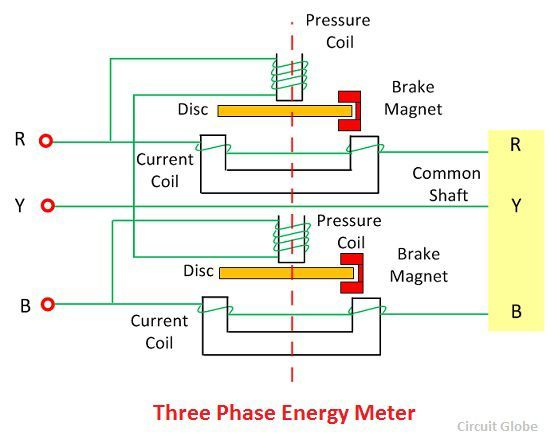 Pressure
Coil
Brake
Magnet
Disc
R
R
Current
Coil
Common
Shaft
Y
Y
Pressure
Coil
Brake
Magnet
Disc
B
B
Current
Coil
Three Phase Energy Meter
Circuit Globe